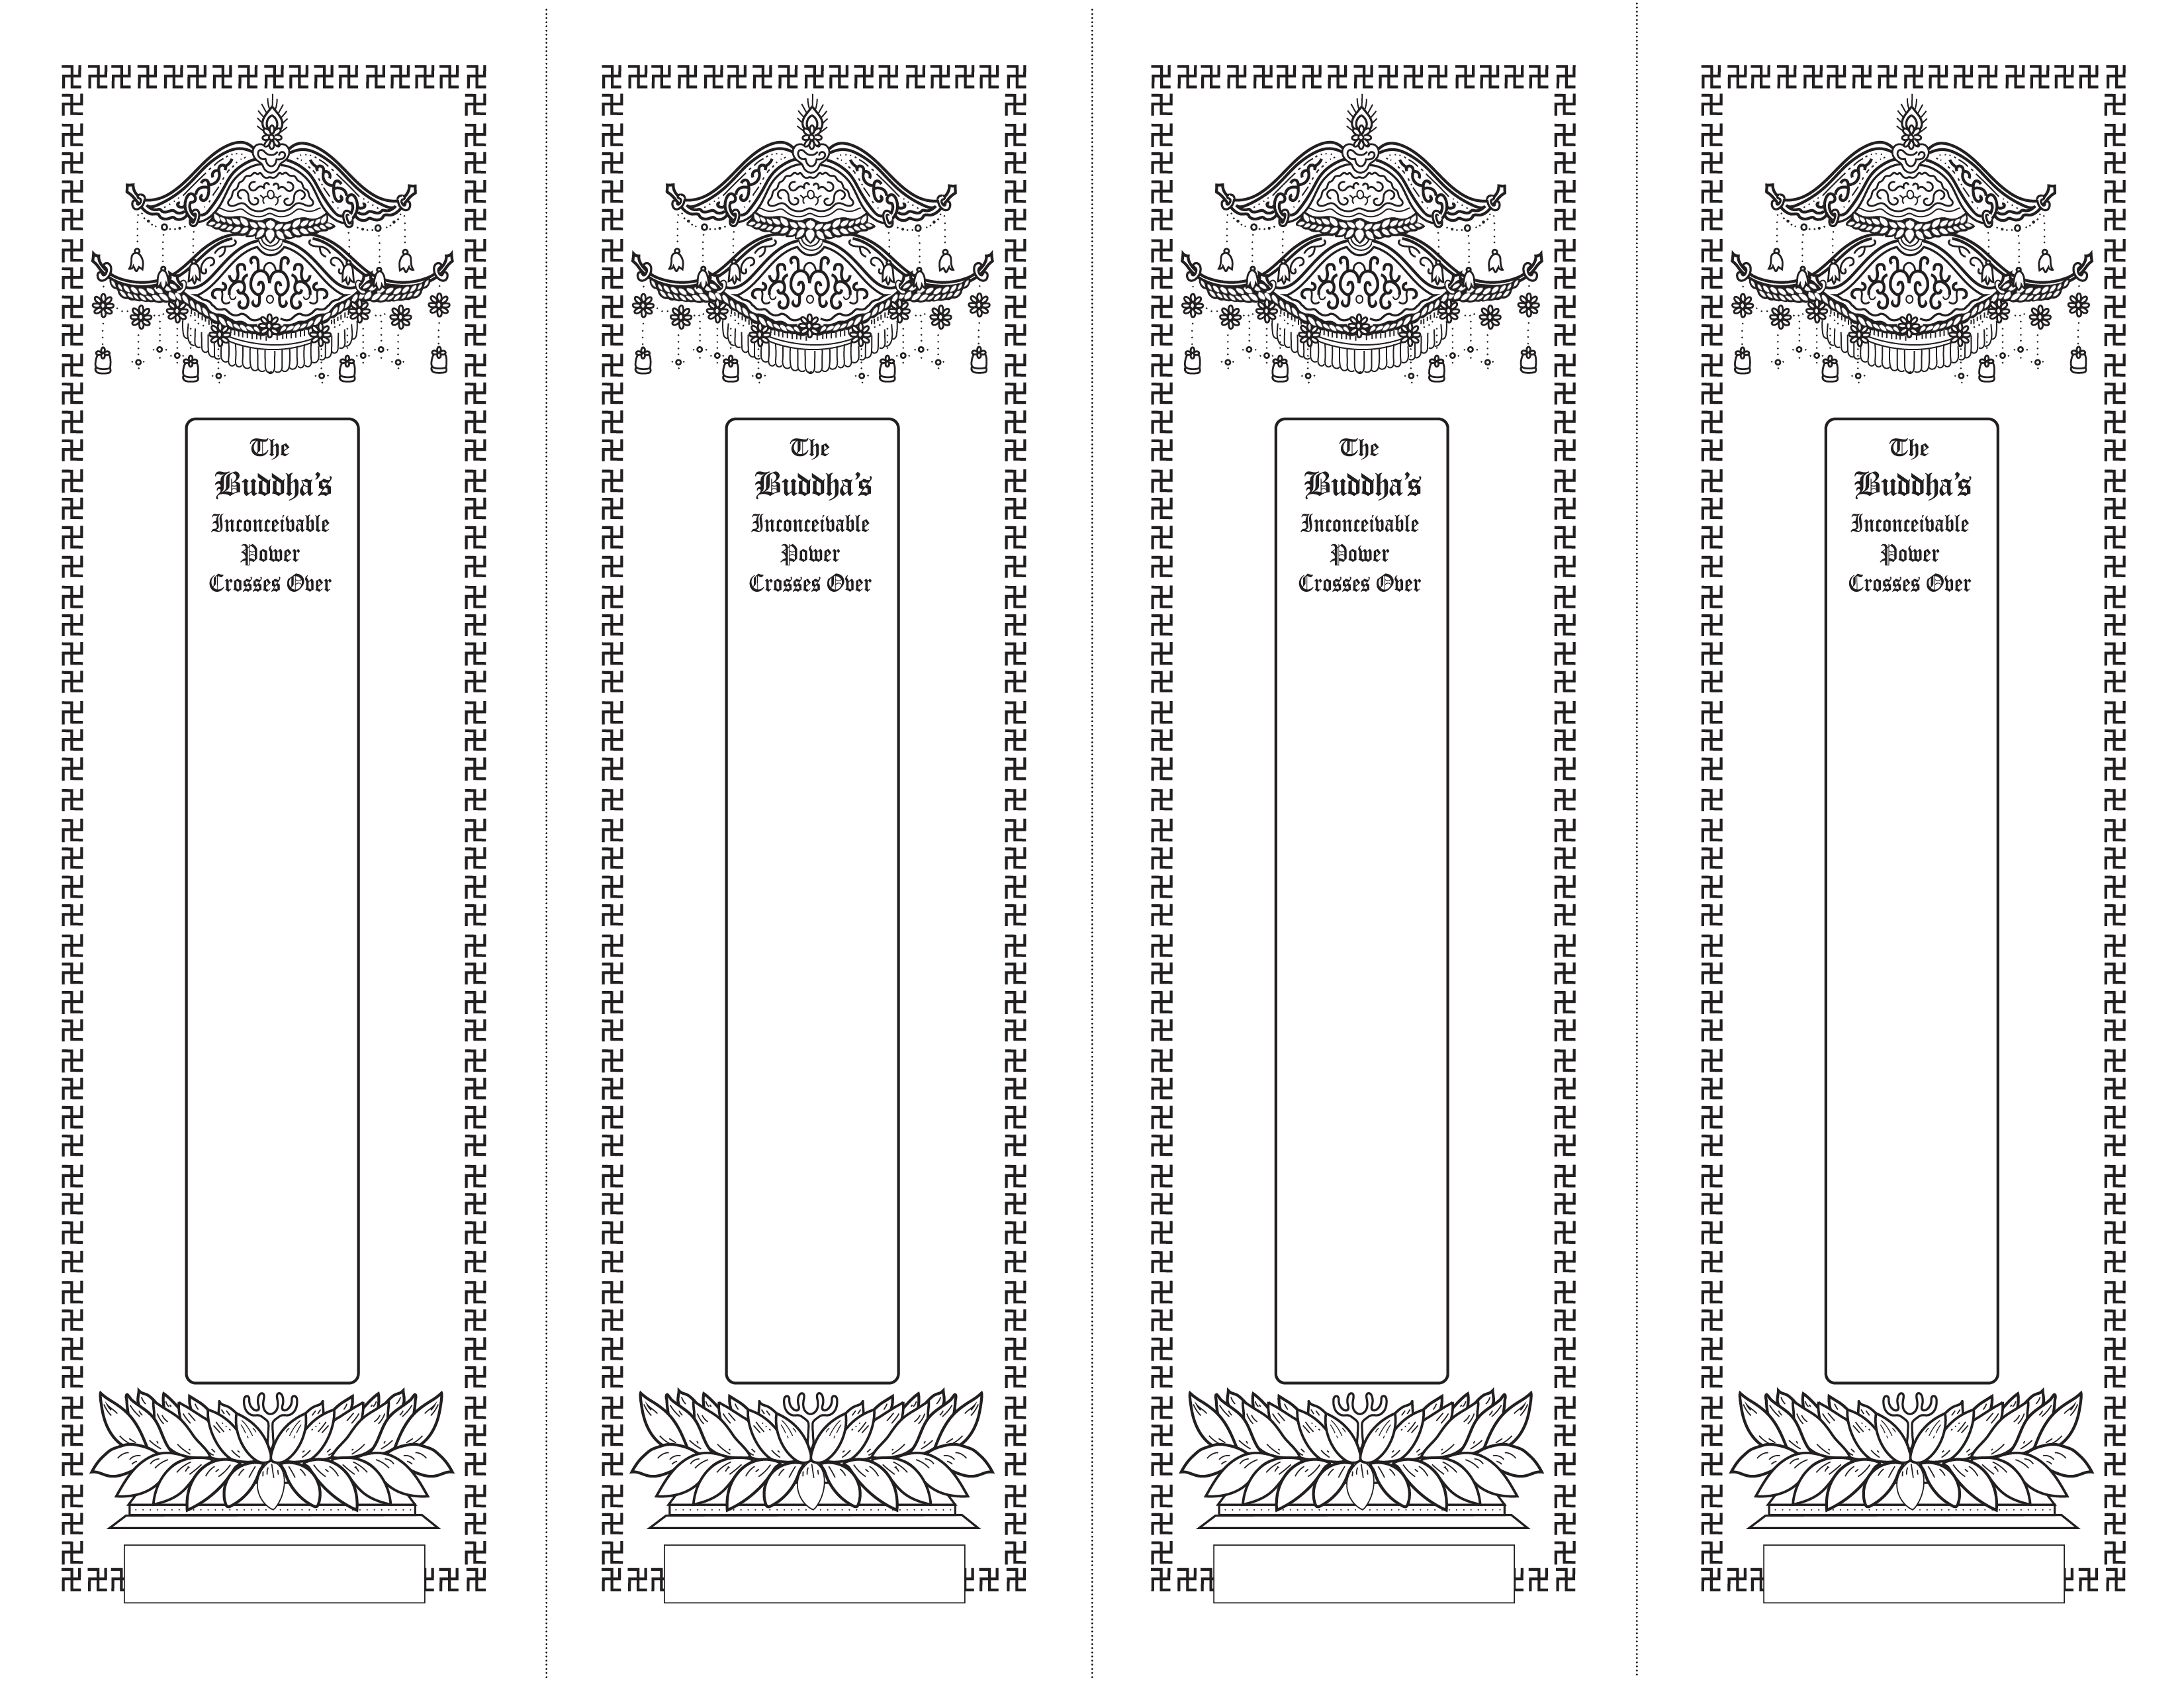 The
Buddha's
Inconceivable
Power
Crosses Over
The
Buddha's
Inconceivable
Power
Crosses Over
The
Buddha's
Inconceivable
Power
Crosses Over
The
Buddha's
Inconceivable
Power
Crosses Over